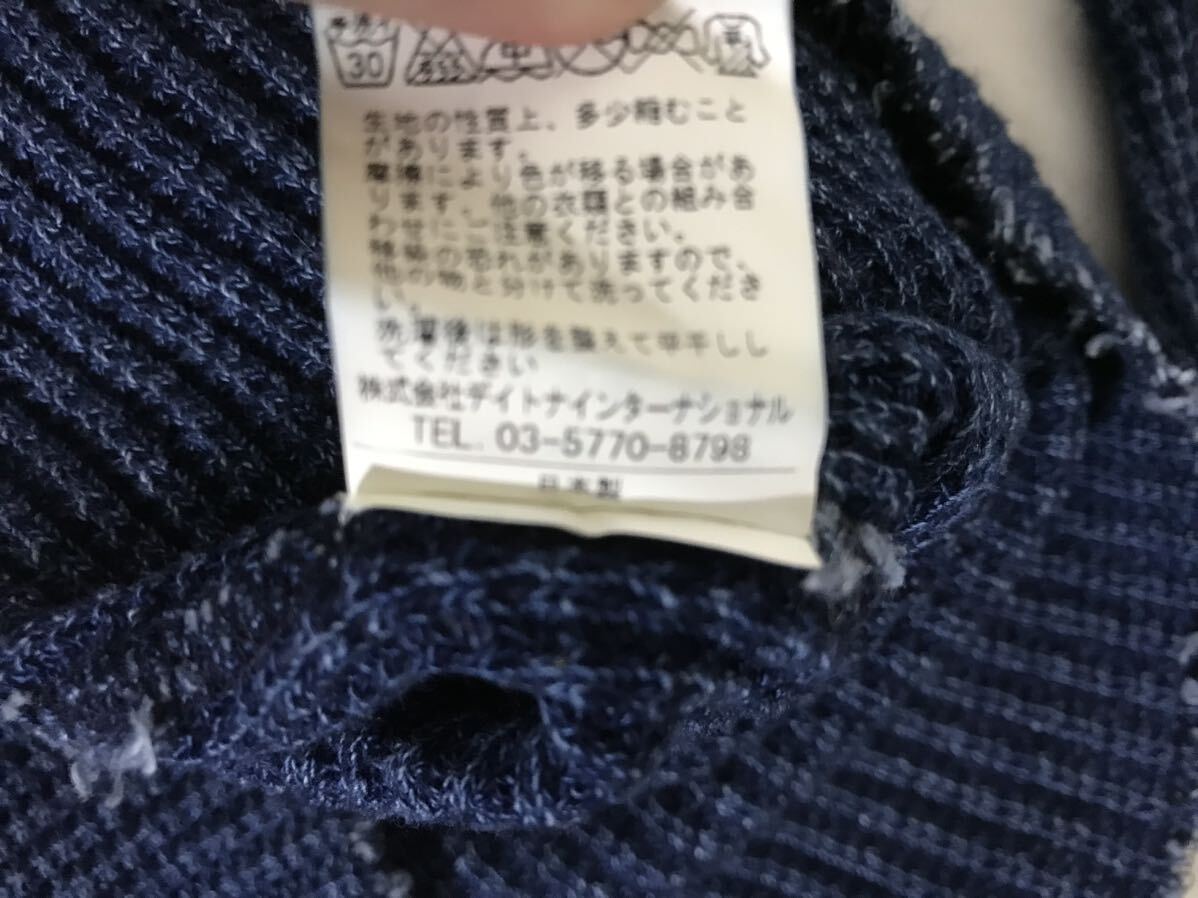 30
生地の性質上、多少縮むこと
があります。
摩擦により色が移る場合があ
ります。他の衣類との組み合
わせにご注意ください。
移染の恐れがありますので、
他の物と分けて洗ってくださ
い。
洗濯後は形を整えて平干しし
てください
株式会社デイトナインターナショナル
TEL. 03-5770-8798
日本製